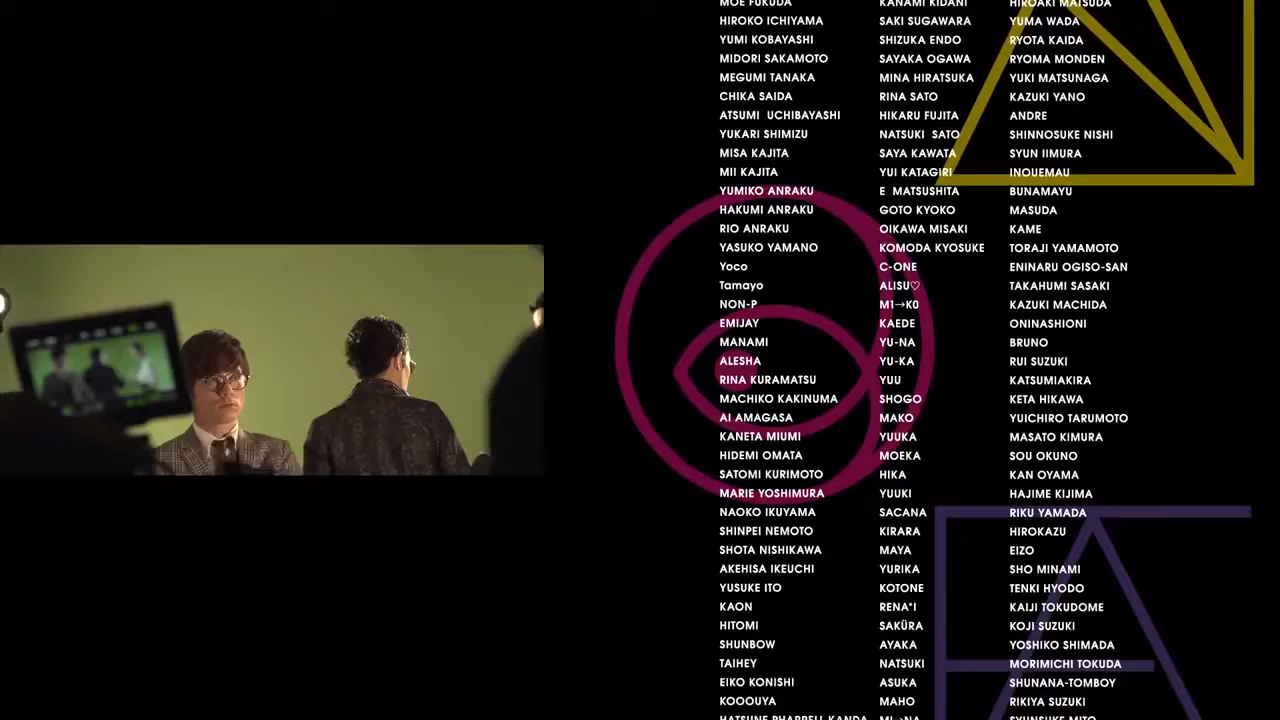 MOE FUKUDA
HIROKO ICHIYAMA
YUMI KOBAYASHI
MIDORI SAKAMOTO
MEGUMI TANAKA
CHIKA SAIDA
ATSUMI UCHIBAYASHI
YUKARI SHIMIZU
MISA KAJITA
MII KAJITA
YUMIKO ANRAKU
HAKUMI ANRAKU
RIO ANRAKU
YASUKO YAMANO
Yoco
Tamayo
NON-P
EMIJAY
MANAMI
ALESHA
RINA KURAMATSU
MACHIKO KAKINUMA
AI AMAGASA
KANETA MIUMI
HIDEMI OMATA
SATOMI KURIMOTO
MARIE YOSHIMURA
NAOKO IKUYAMA
SHINPEI NEMOTO
SHOTA NISHIKAWA
AKEHISA IKEUCHI
YUSUKE ITO
KAON
HITOMI
SHUNBOW
TAIHEY
EIKO KONISHI
KOOOUYA
HATSUNE PHARRELL KANDA
KANAMI KIDANI
SAKI SUGAWARA
SHIZUKA ENDO
SAYAKA OGAWA
MINA HIRATSUKA
RINA SATO
HIKARU FUJITA
NATSUKI SATO
SAYA KAWATA
YUI KATAGIRI
E MATSUSHITA
GOTO KYOKO
OIKAWA MISAKI
KOMODA KYOSUKE
C-ONE
ALISU♡
M1→K0
KAEDE
YU-NA
YU-KA
YUU
SHOGO
MAKO
YUUKA
MOEKA
HIKA
YUUKI
SACANA
KIRARA
MAYA
YURIKA
KOTONE
RENA*I
SAKÜRA
AYAKA
NATSUKI
ASUKA
MAHO
HIROAKI MATSUDA
YUMA WADA
RYOTA KAIDA
RYOMA MONDEN
YUKI MATSUNAGA
KAZUKI YANO
ANDRE
SHINNOSUKE NISHI
SYUN IIMURA
INOUEMAU
BUNAMAYU
MASUDA
KAME
TORAJI YAMAMOTO
ENINARU OGISO-SAN
TAKAHUMI SASAKI
KAZUKI MACHIDA
ONINASHIONI
BRUNO
RUI SUZUKI
KATSUMIAKIRA
KETA HIKAWA
YUICHIRO TARUMOTO
MASATO KIMURA
SOU OKUNO
KAN OYAMA
HAJIME KIJIMA
RIKU YAMADA
HIROKAZU
EIZO
SHO MINAMI
TENKI HYODO
KAIJI TOKUDOME
KOJI SUZUKI
YOSHIKO SHIMADA
MORIMICHI TOKUDA
SHUNANA-TOMBOY
RIKIYA SUZUKI
SYUNSUKE MITO